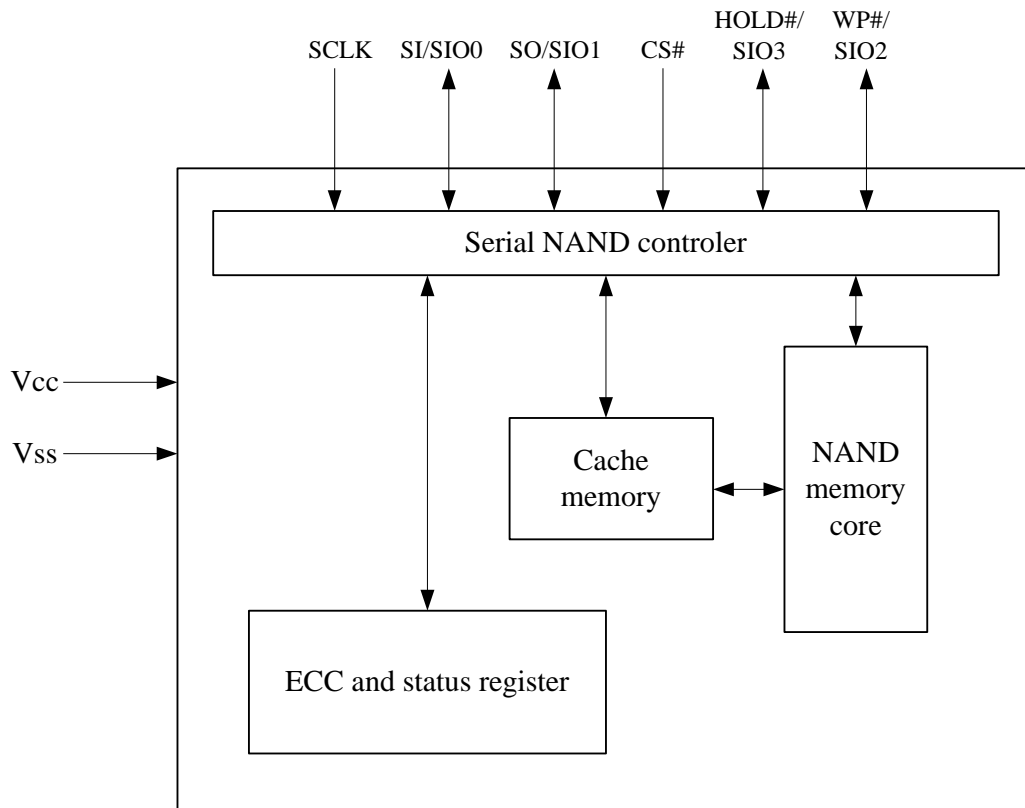 HOLD#/
SIO3
WP#/
SIO2
SCLK
SI/SIO0
SO/SIO1
CS#
Serial NAND controler
Vcc
Vss
Cache
memory
NAND
memory
core
ECC and status register